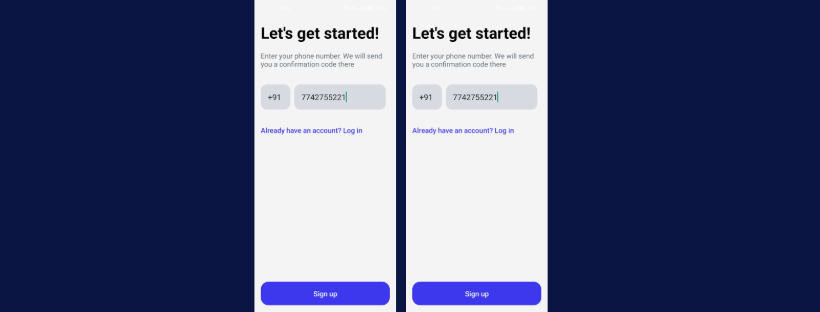 Let's get started!
Enter your phone number. We will send
you a confirmation code there
+91 7742755221
Already have an account? Log in
Sign up
Let's get started!
Enter your phone number. We will send
you a confirmation code there
+91 7742755221
Already have an account? Log in
Sign up